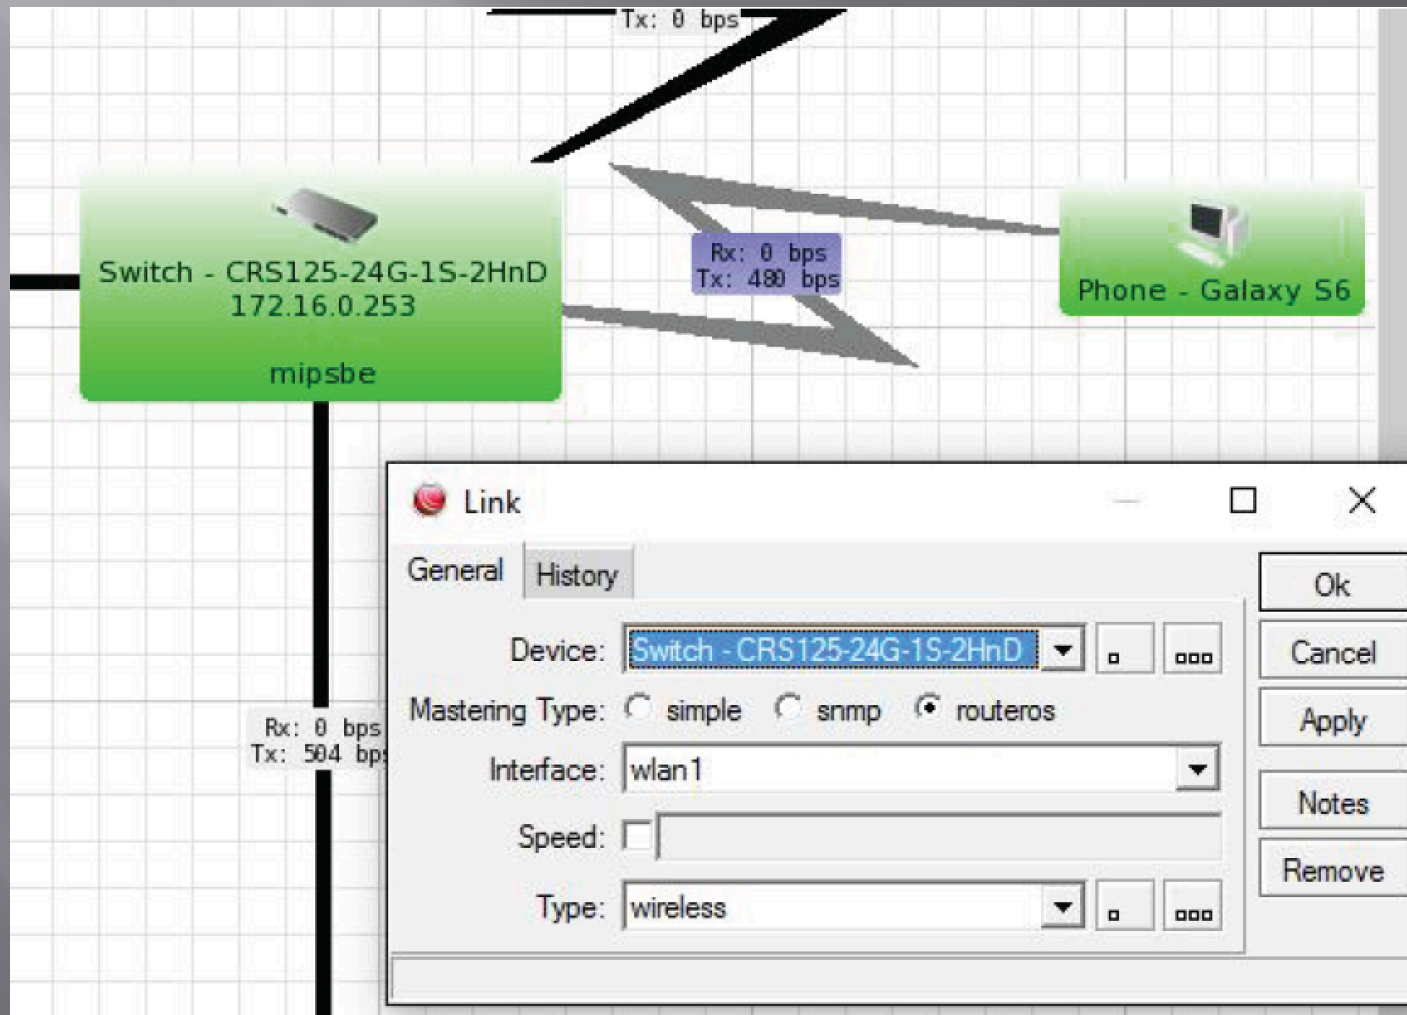 Tx: 0 bps
Switch - CRS125-24G-1S-2HnD
172.16.0.253
mipsbe
Rx: 0 bps
Tx: 480 bps
Phone - Galaxy S6
Rx: 0 bps
Tx: 504 bps
Link
General
History
Device: Switch - CRS125-24G-1S-2HnD
Mastering Type: simple snmp routeros
Interface: wlan1
Speed:
Type: wireless
Ok
Cancel
Apply
Notes
Remove